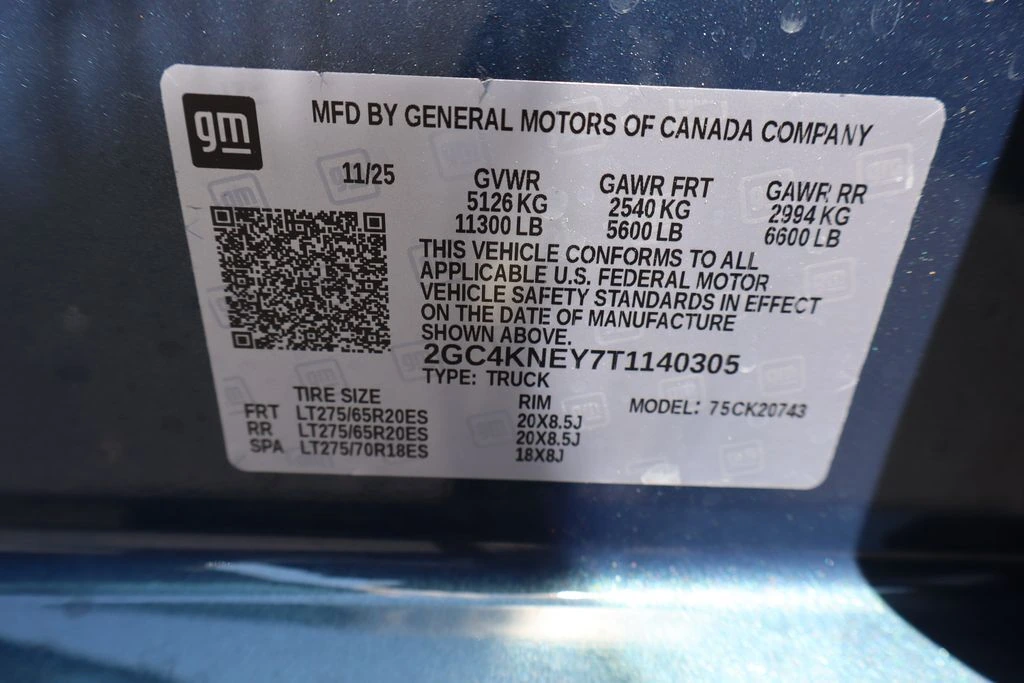 gm
MFD BY GENERAL MOTORS OF CANADA COMPANY
11/25
GVWR GAWR FRT GAWR RR
5126 KG 2540 KG 2994 KG
11300 LB 5600 LB 6600 LB
THIS VEHICLE CONFORMS TO ALL
APPLICABLE U.S. FEDERAL MOTOR
VEHICLE SAFETY STANDARDS IN EFFECT
ON THE DATE OF MANUFACTURE
SHOWN ABOVE.
2GC4KNEY7T1140305
TYPE: TRUCK
TIRE SIZE RIM MODEL: 75CK20743
FRT LT275/65R20ES 20X8.5J
RR LT275/65R20ES 20X8.5J
SPA LT275/70R18ES 18X8J